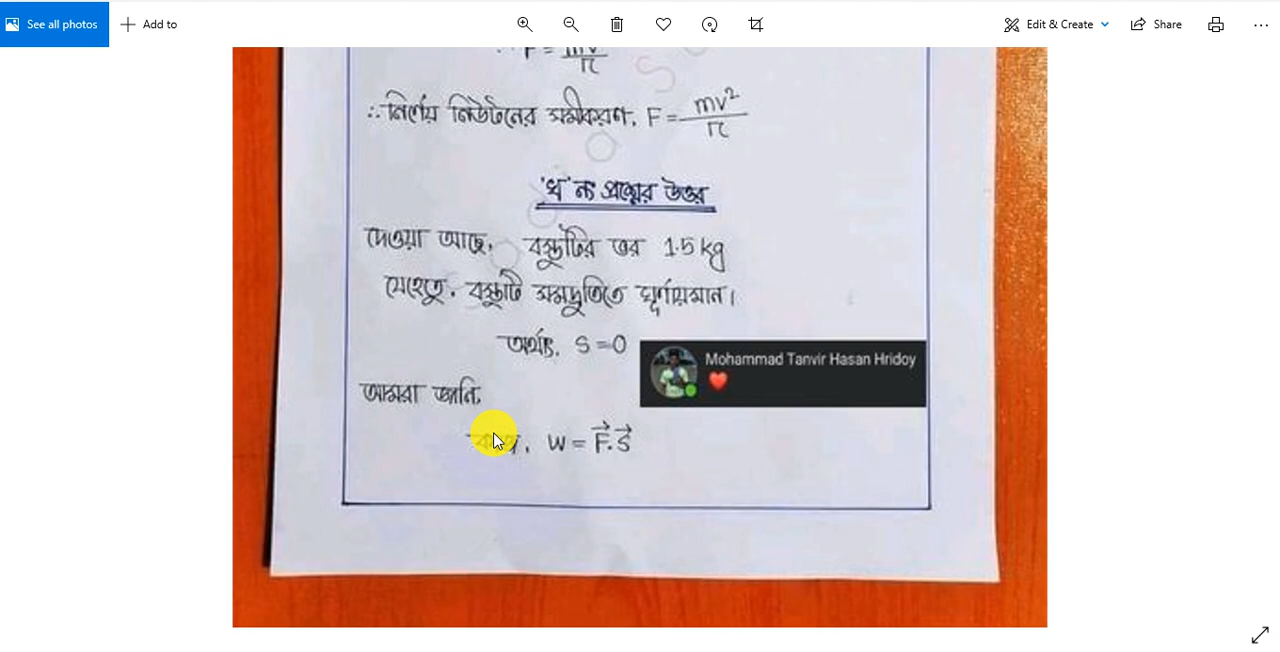 See all photos
Add to
Edit & Create
Share
∴ F = mv²/r
∴ নির্ণেয় নিউটনের সমীকরণ, F = mv²/r
'খ' নং প্রশ্নের উত্তর
দেওয়া আছে, বস্তুটির ভর 1.5 kg
যেহেতু, বস্তুটি সমদ্রুতিতে ঘূর্ণায়মান।
অর্থাৎ, S = 0
Mohammad Tanvir Hasan Hridoy
আমরা জানি,
কাজ, W = F⃗.S⃗